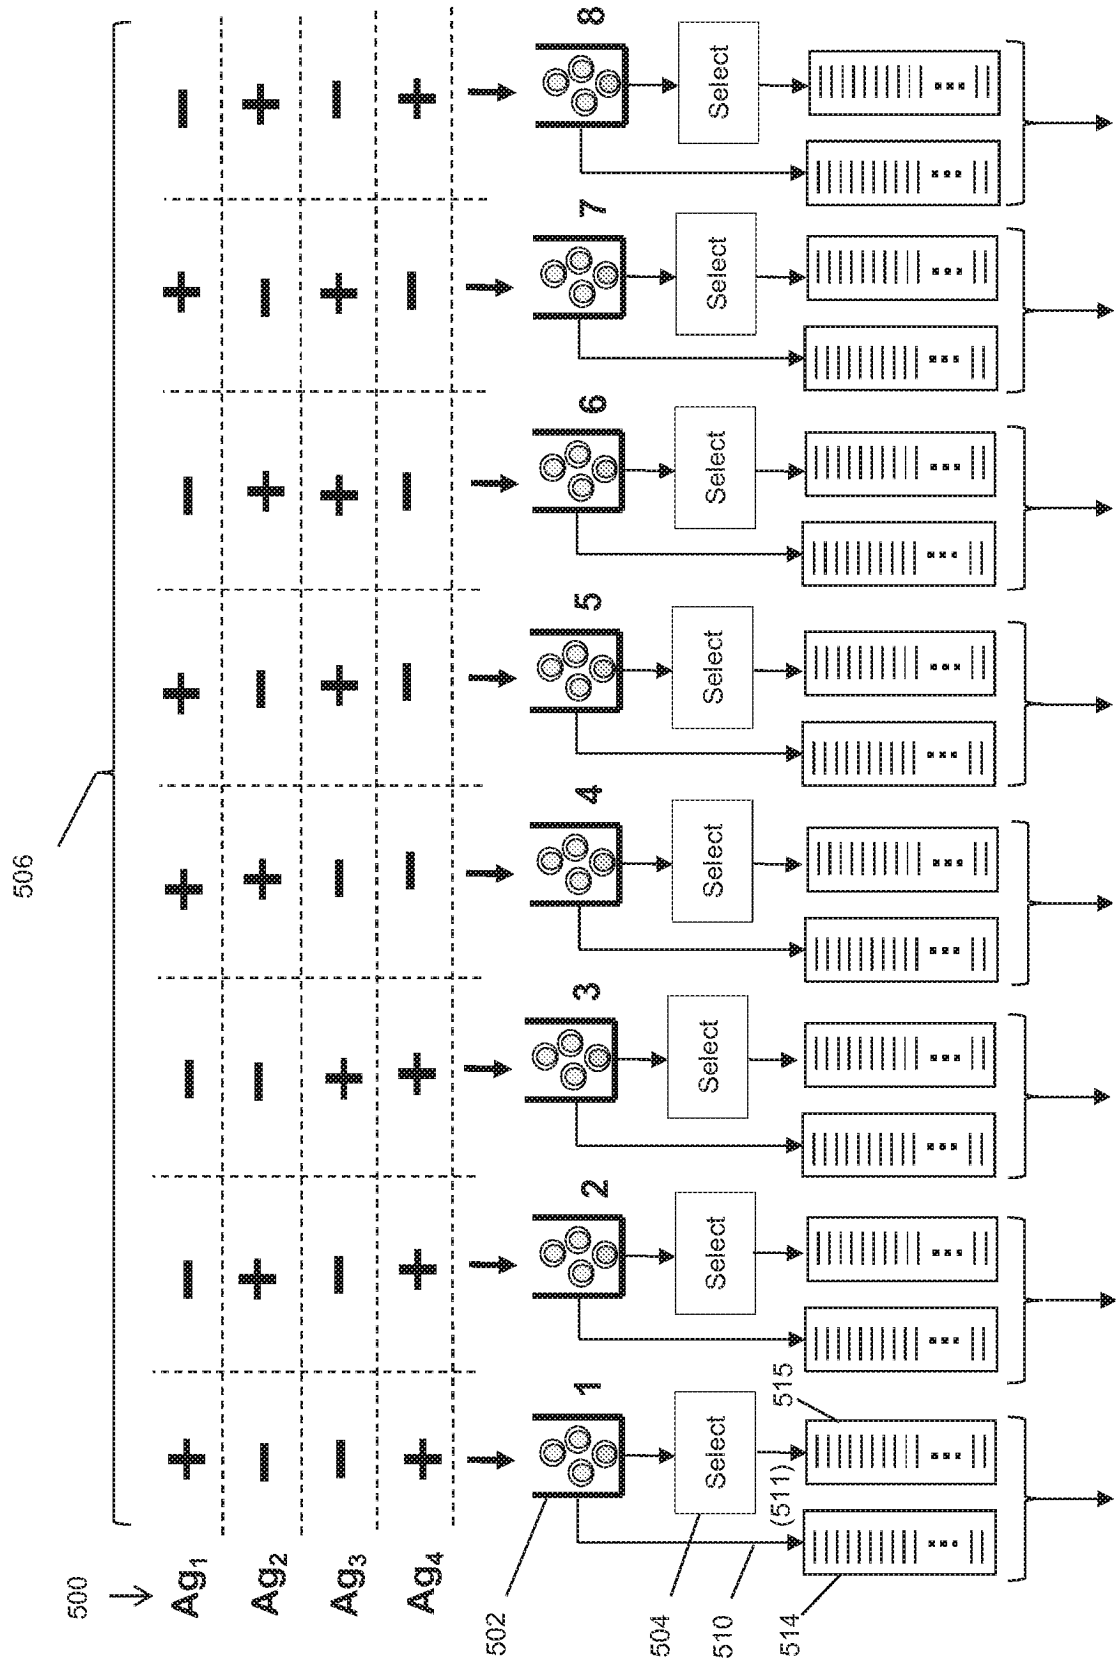 506
500
Ag₁ + − − + + − + −
Ag₂ − + − + − + − +
Ag₃ − − + − + + + −
Ag₄ + + + − − − − +
502
1 2 3 4 5 6 7 8
504
Select Select Select Select Select Select Select Select
510
(511)
514
515